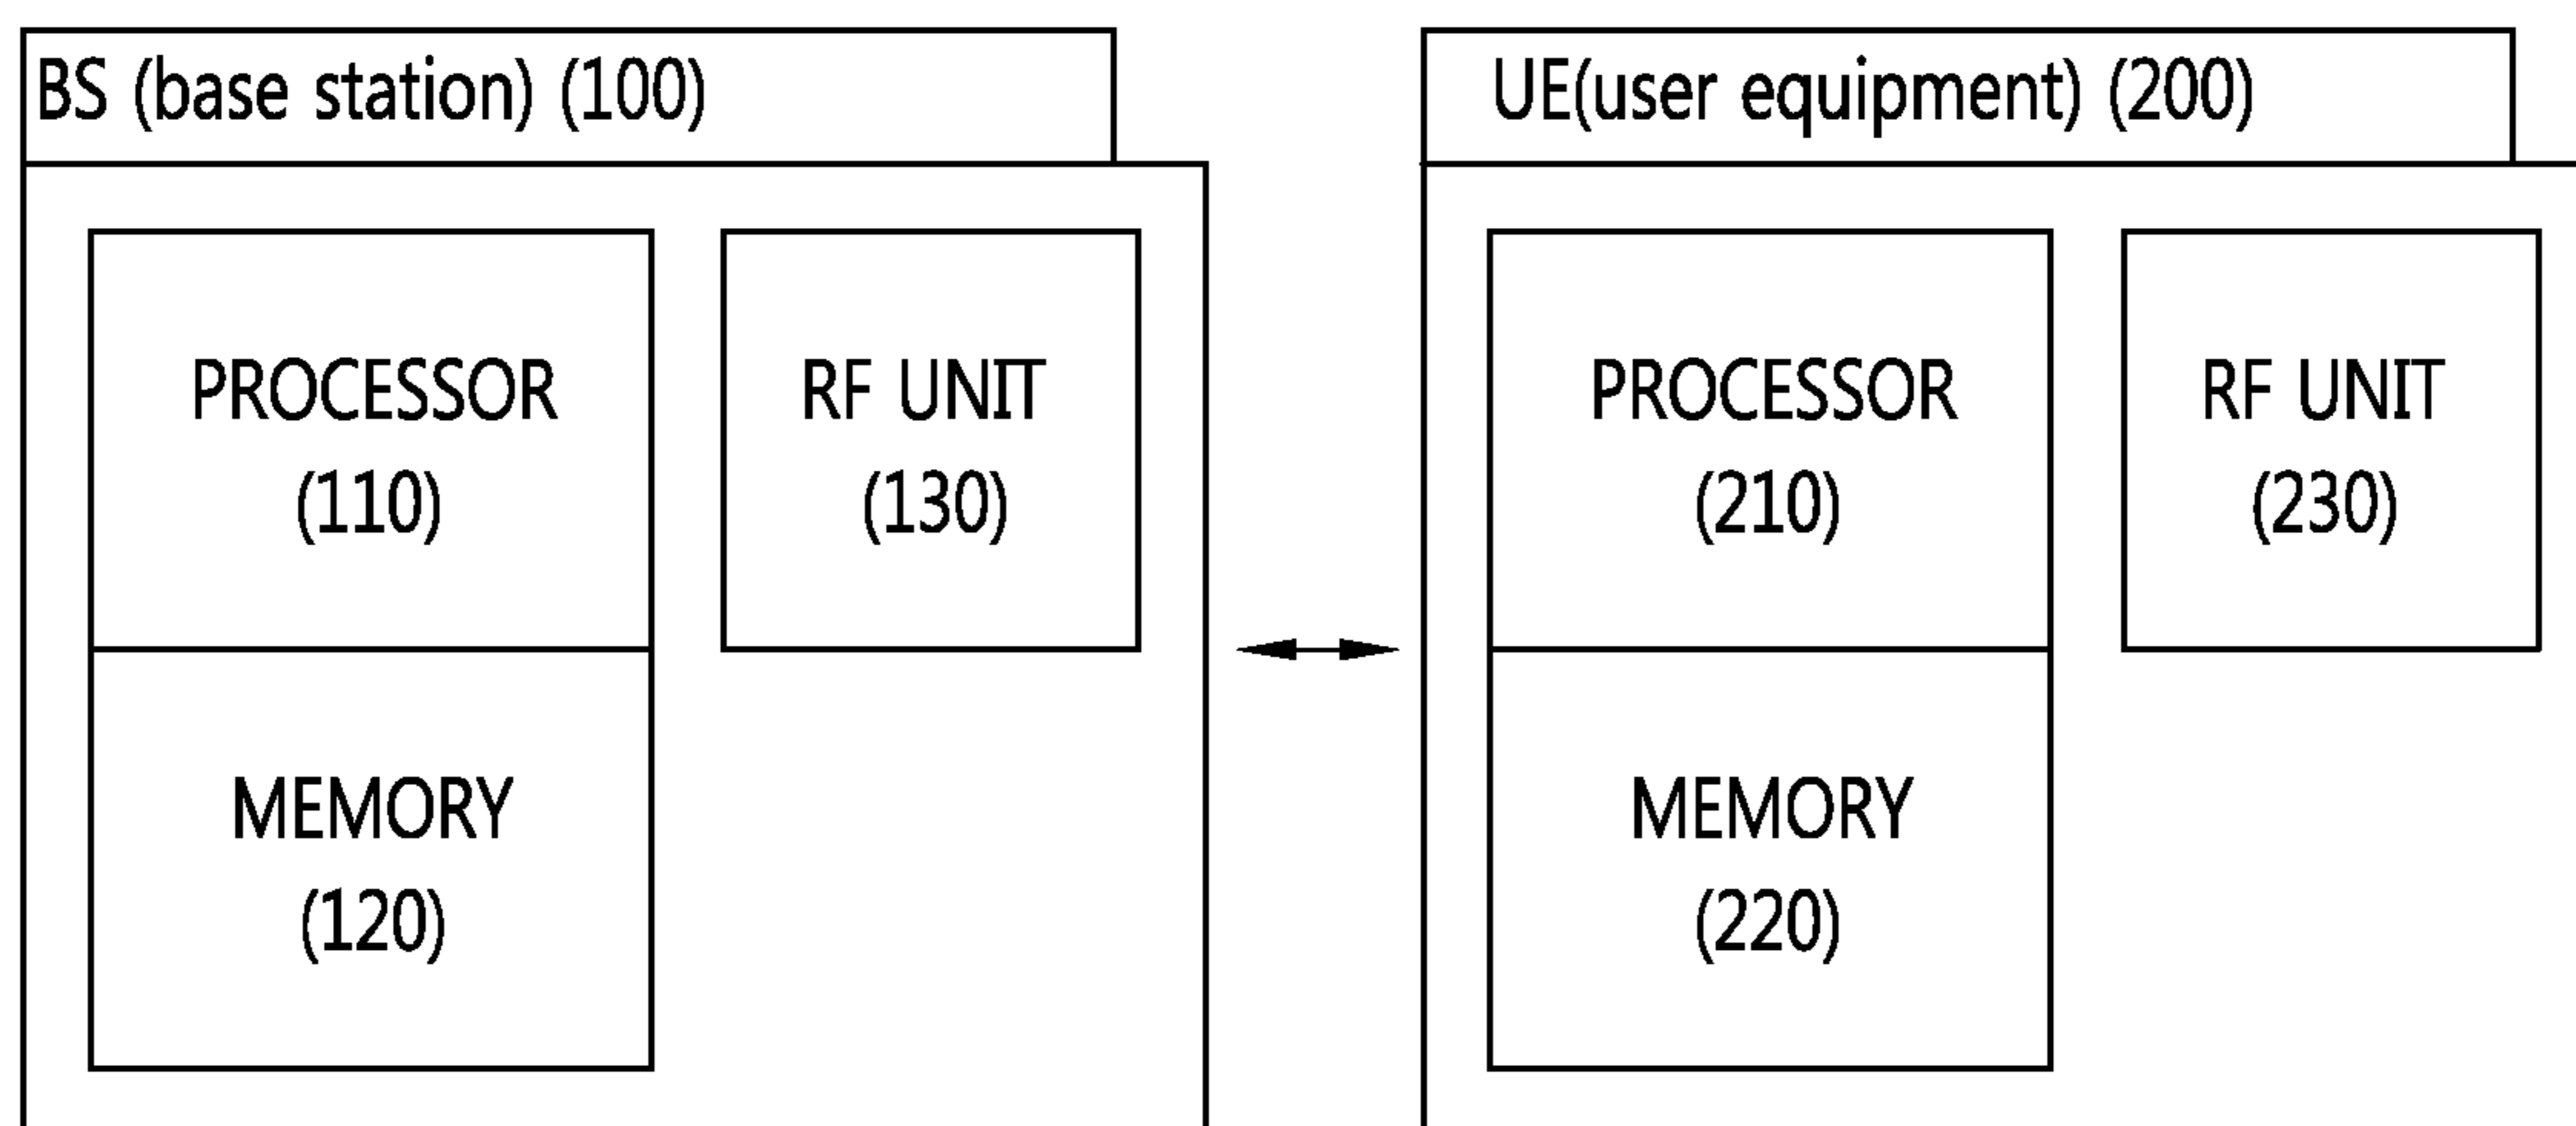 BS (base station) (100)
PROCESSOR
(110)
RF UNIT
(130)
MEMORY
(120)
UE(user equipment) (200)
PROCESSOR
(210)
RF UNIT
(230)
MEMORY
(220)